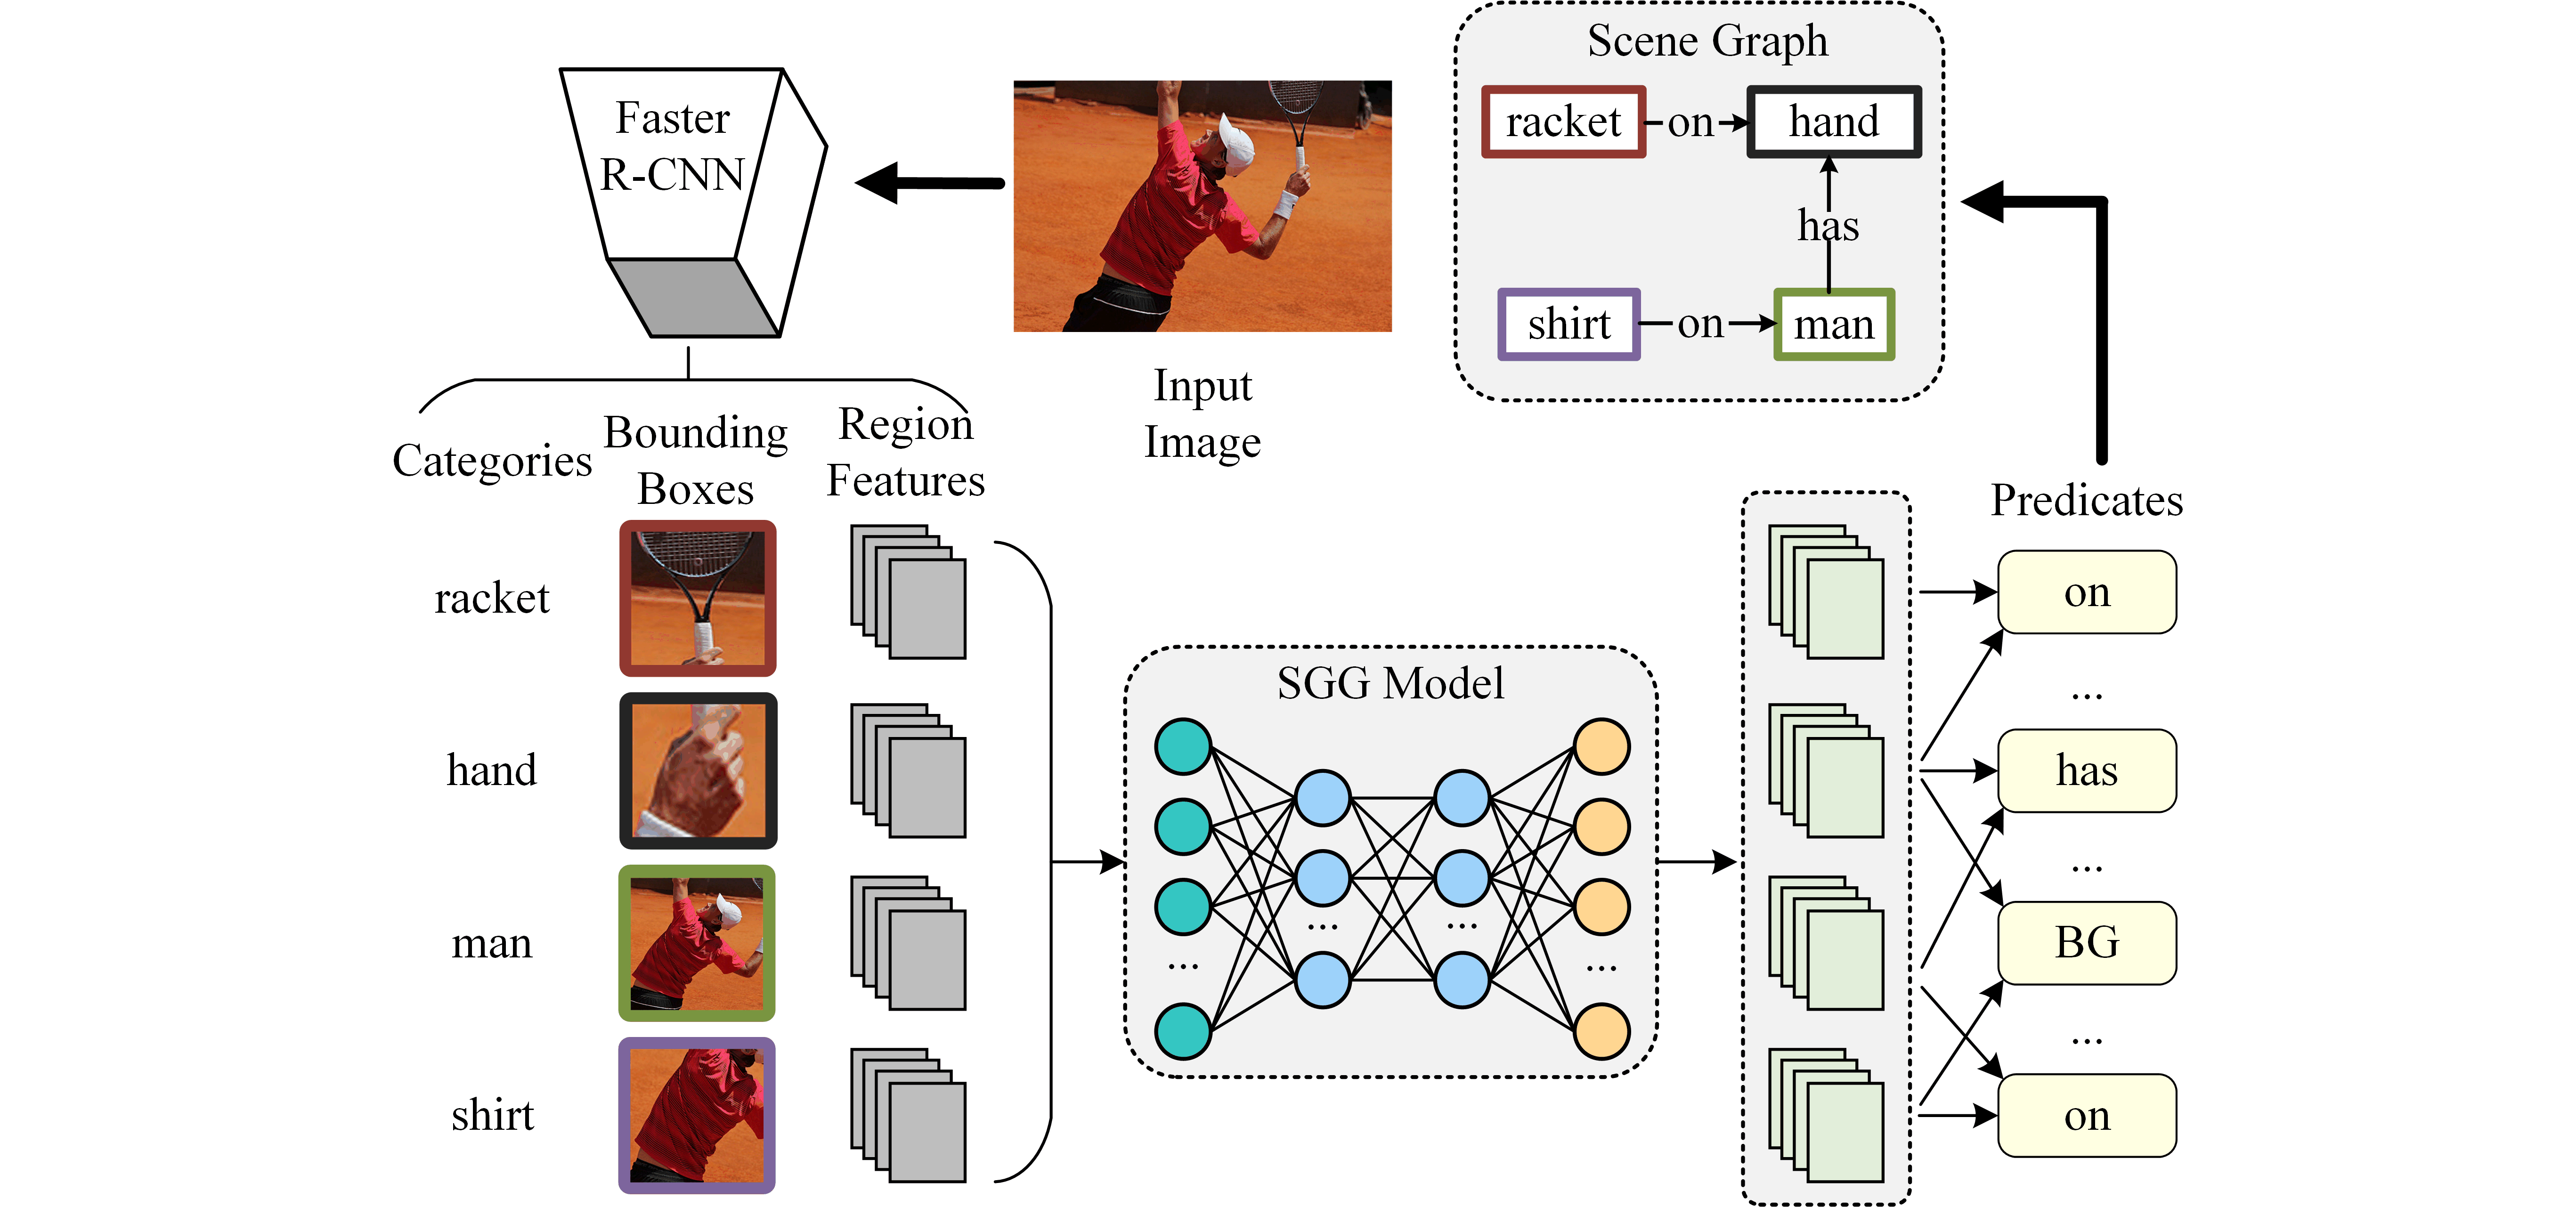 Faster
R-CNN
Input
Image
Scene Graph
racket on hand
has
shirt on man
Categories
Bounding
Boxes
Region
Features
racket
hand
man
shirt
SGG Model
...
...
...
...
Predicates
on
...
has
...
BG
...
on